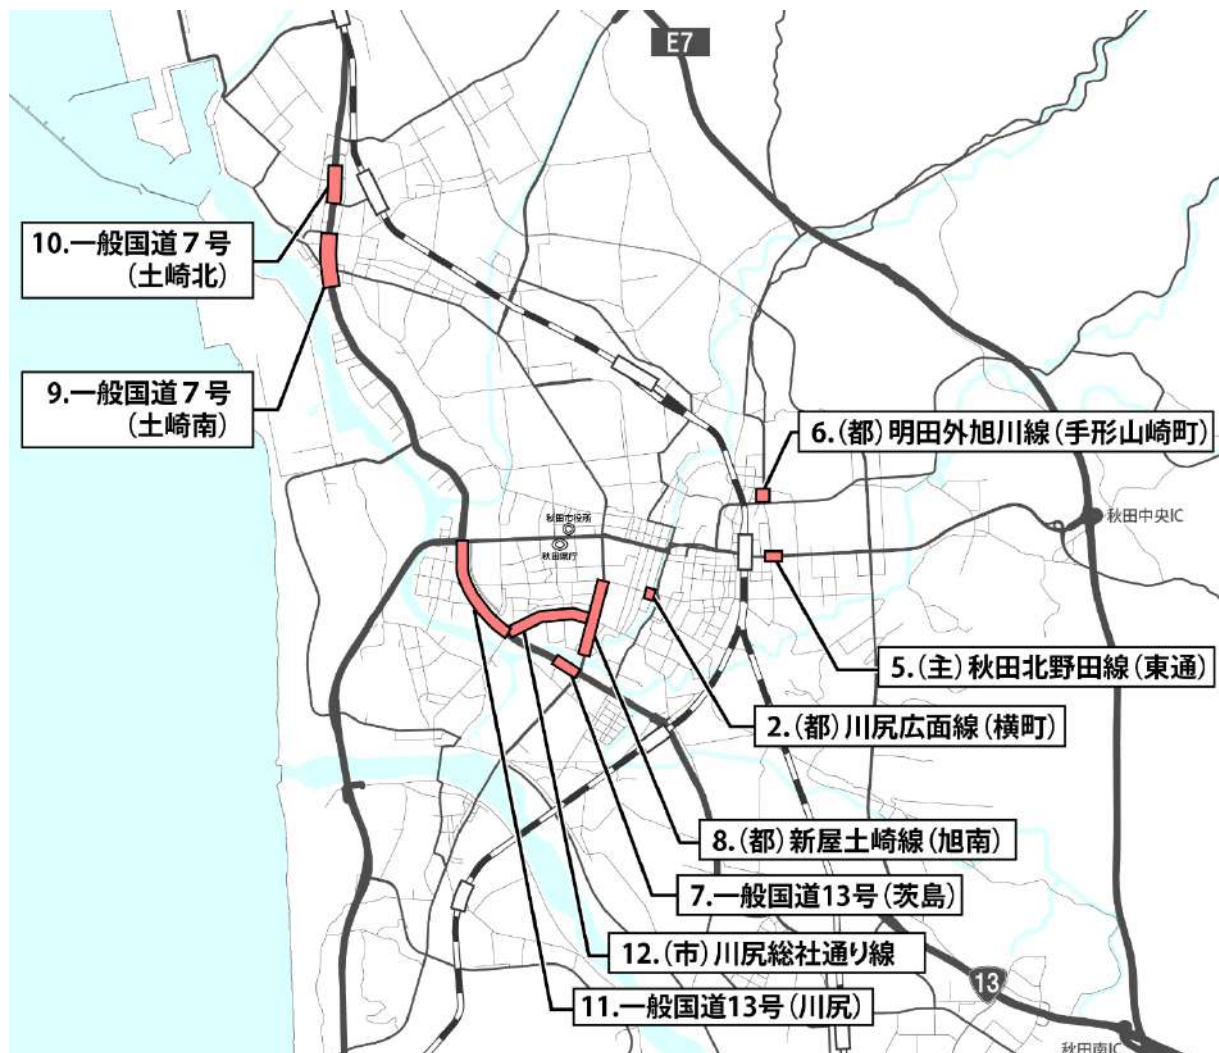 E7
10.一般国道７号
(土崎北)
9.一般国道７号
(土崎南)
6.(都)明田外旭川線(手形山崎町)
秋田中央IC
秋田市役所
秋田県庁
5.(主)秋田北野田線(東通)
2.(都)川尻広面線(横町)
8.(都)新屋土崎線(旭南)
7.一般国道13号(茨島)
12.(市)川尻総社通り線
13
11.一般国道13号(川尻)
秋田南IC